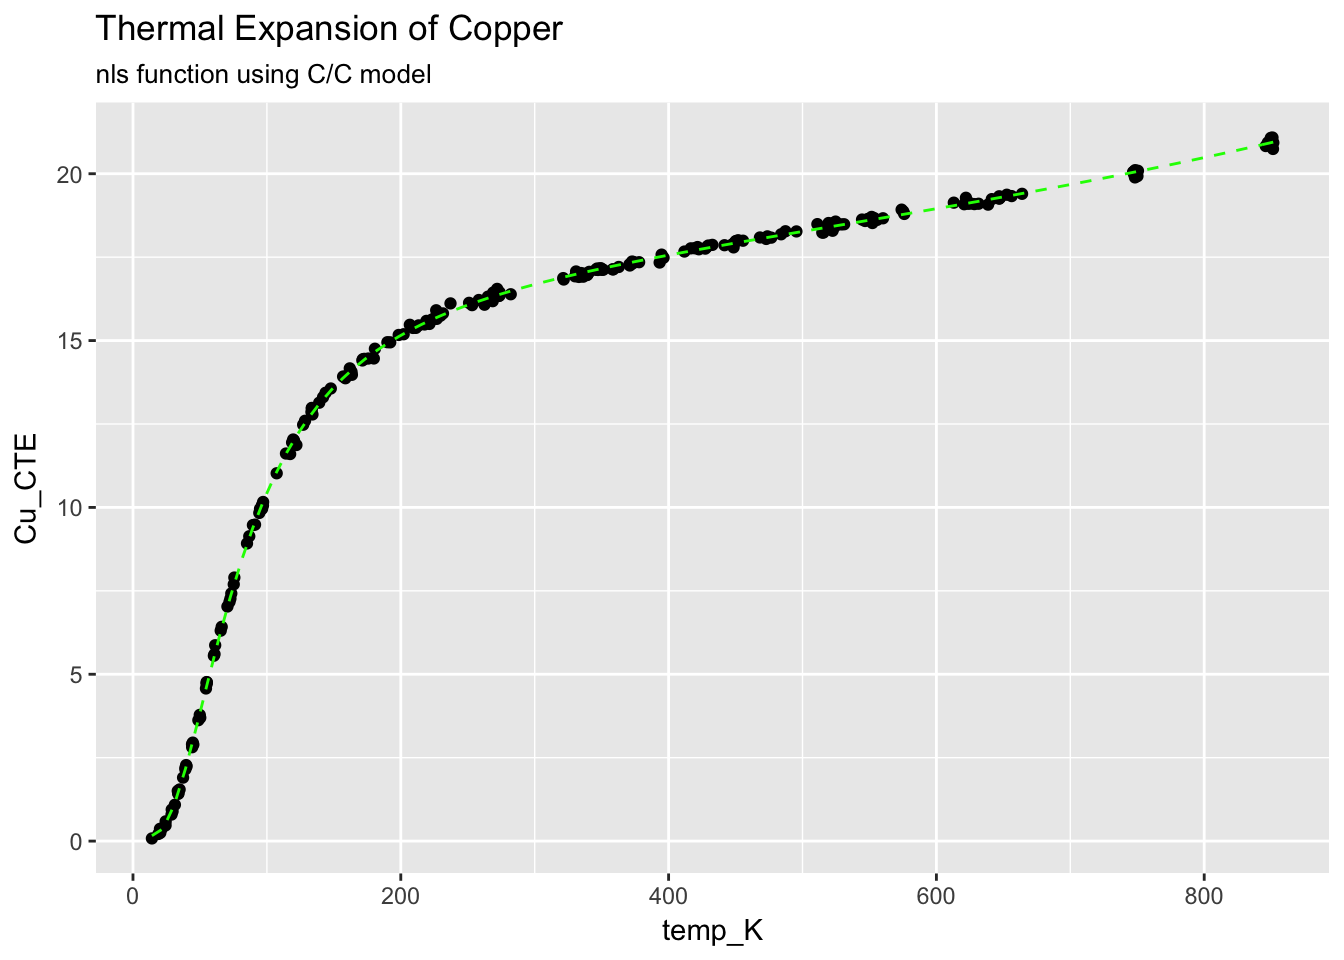 Thermal Expansion of Copper
nls function using C/C model
20
15
10
5
0
Cu_CTE
0 200 400 600 800
temp_K